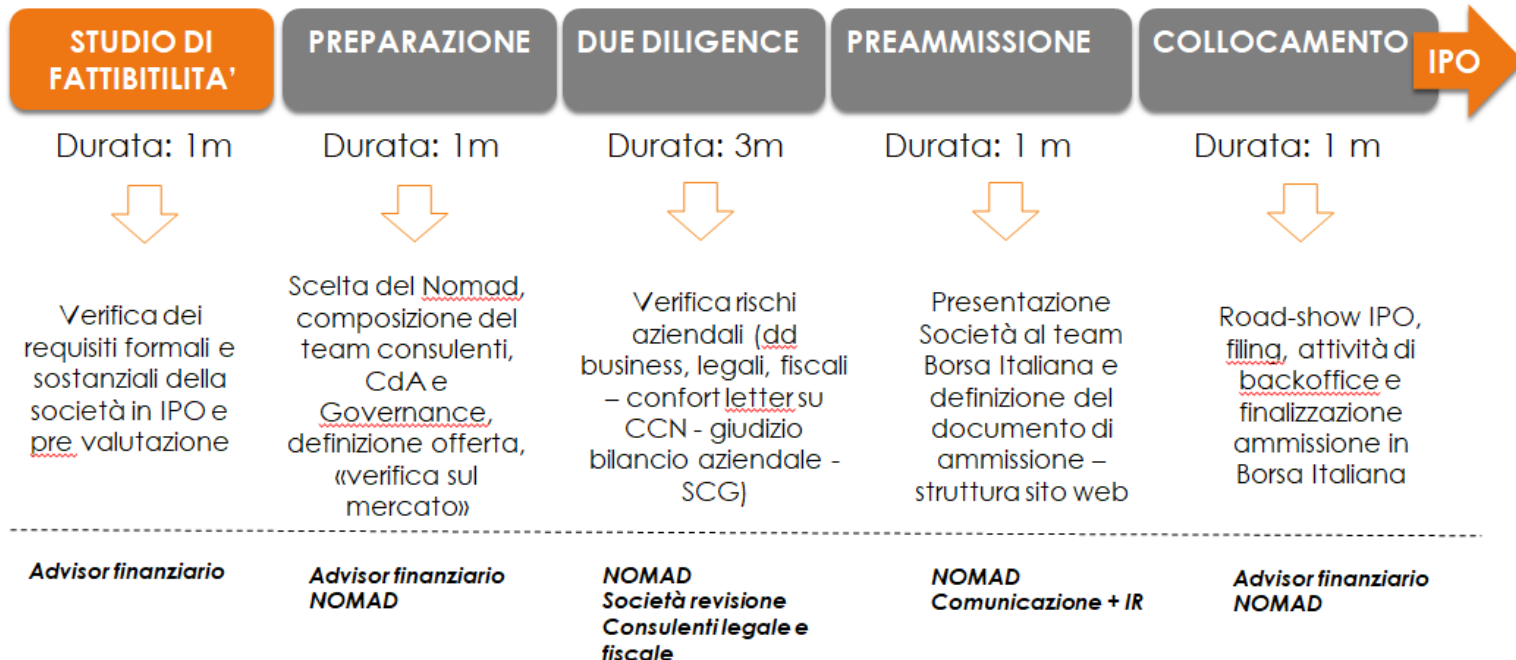 STUDIO DI
FATTIBITILITA’
PREPARAZIONE
DUE DILIGENCE
PREAMMISSIONE
COLLOCAMENTO
IPO
Durata: 1m
Durata: 1m
Durata: 3m
Durata: 1 m
Durata: 1 m
Verifica dei
requisiti formali e
sostanziali della
società in IPO e
pre valutazione
Scelta del Nomad,
composizione del
team consulenti,
CdA e
Governance,
definizione offerta,
«verifica sul
mercato»
Verifica rischi
aziendali (dd
business, legali, fiscali
– confort letter su
CCN - giudizio
bilancio aziendale -
SCG)
Presentazione
Società al team
Borsa Italiana e
definizione del
documento di
ammissione –
struttura sito web
Road-show IPO,
filing, attività di
backoffice e
finalizzazione
ammissione in
Borsa Italiana
Advisor finanziario
Advisor finanziario
NOMAD
NOMAD
Società revisione
Consulenti legale e
fiscale
NOMAD
Comunicazione + IR
Advisor finanziario
NOMAD